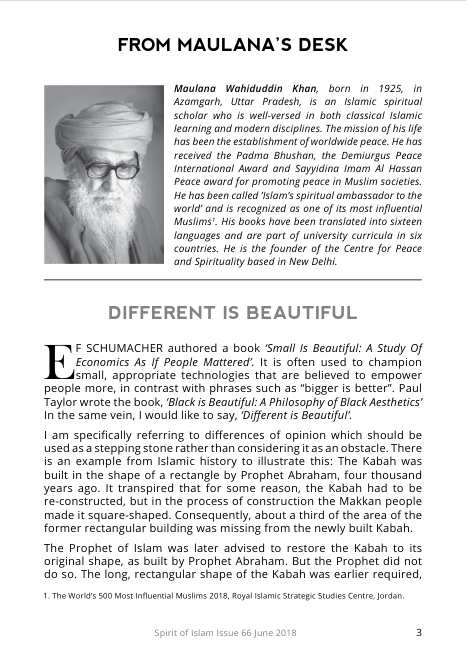 FROM MAULANA'S DESK
Maulana Wahiduddin Khan, born in 1925, in
Azamgarh, Uttar Pradesh, is an Islamic spiritual
scholar who is well-versed in both classical Islamic
learning and modern disciplines. The mission of his life
has been the establishment of worldwide peace. He has
received the Padma Bhushan, the Demiurgus Peace
International Award and Sayyidina Imam Al Hassan
Peace award for promoting peace in Muslim societies.
He has been called 'Islam's spiritual ambassador to the
world' and is recognized as one of its most influential
Muslims¹. His books have been translated into sixteen
languages and are part of university curricula in six
countries. He is the founder of the Centre for Peace
and Spirituality based in New Delhi.
DIFFERENT IS BEAUTIFUL
EF SCHUMACHER authored a book 'Small Is Beautiful: A Study Of
Economics As If People Mattered'. It is often used to champion
small, appropriate technologies that are believed to empower
people more, in contrast with phrases such as "bigger is better". Paul
Taylor wrote the book, 'Black is Beautiful: A Philosophy of Black Aesthetics'
In the same vein, I would like to say, 'Different is Beautiful'.
I am specifically referring to differences of opinion which should be
used as a stepping stone rather than considering it as an obstacle. There
is an example from Islamic history to illustrate this: The Kabah was
built in the shape of a rectangle by Prophet Abraham, four thousand
years ago. It transpired that for some reason, the Kabah had to be
re-constructed, but in the process of construction the Makkan people
made it square-shaped. Consequently, about a third of the area of the
former rectangular building was missing from the newly built Kabah.
The Prophet of Islam was later advised to restore the Kabah to its
original shape, as built by Prophet Abraham. But the Prophet did not
do so. The long, rectangular shape of the Kabah was earlier required,
1. The World's 500 Most Influential Muslims 2018, Royal Islamic Strategic Studies Centre, Jordan.
Spirit of Islam Issue 66 June 2018
3